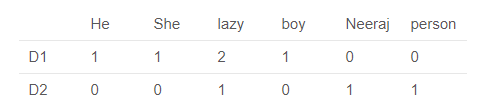 He She lazy boy Neeraj person
D1 1 1 2 1 0 0
D2 0 0 1 0 1 1